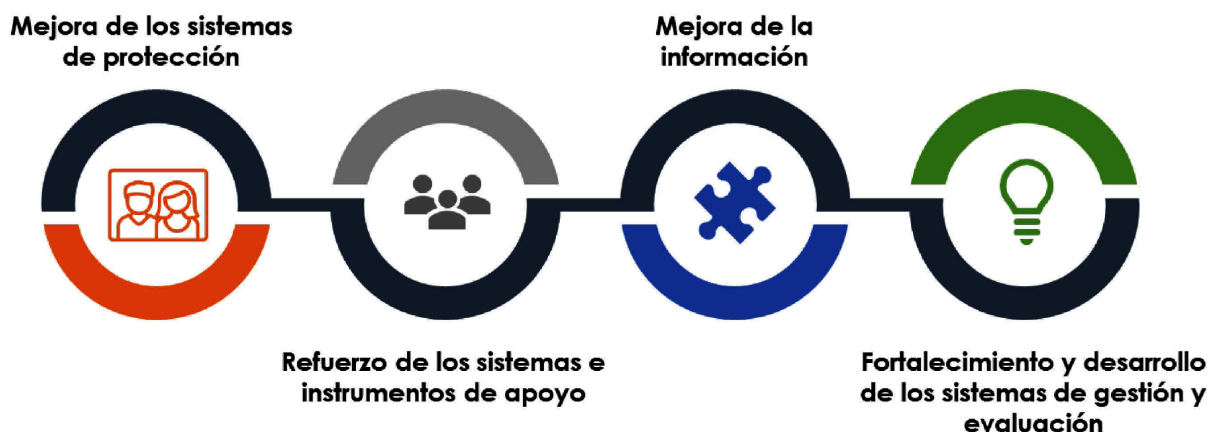 Mejora de los sistemas
de protección
Mejora de la
información
Refuerzo de los sistemas e
instrumentos de apoyo
Fortalecimiento y desarrollo
de los sistemas de gestión y
evaluación